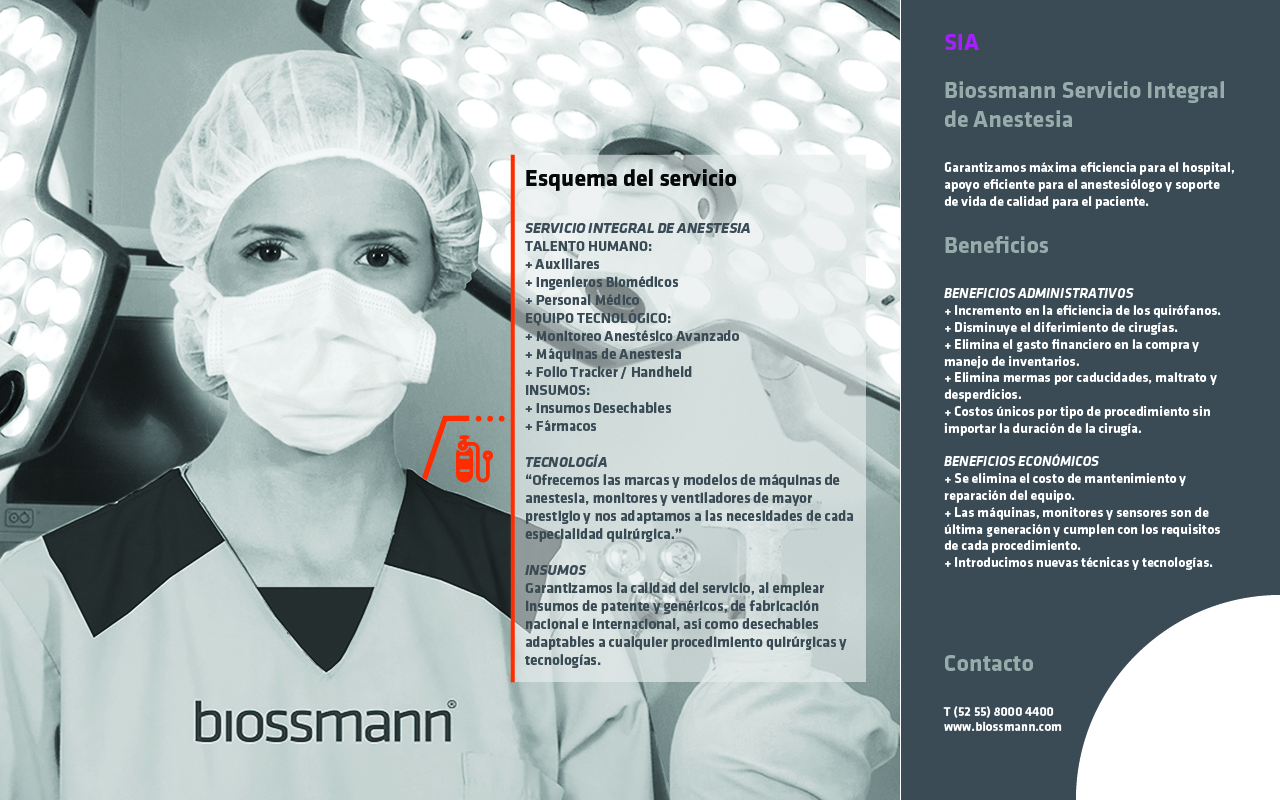 Esquema del servicio
SERVICIO INTEGRAL DE ANESTESIA
TALENTO HUMANO:
+ Auxiliares
+ Ingenieros Biomédicos
+ Personal Médico
EQUIPO TECNOLÓGICO:
+ Monitoreo Anestésico Avanzado
+ Máquinas de Anestesia
+ Folio Tracker / Handheld
INSUMOS:
+ Insumos Desechables
+ Fármacos
TECNOLOGÍA
“Ofrecemos las marcas y modelos de máquinas de
anestesia, monitores y ventiladores de mayor
prestigio y nos adaptamos a las necesidades de cada
especialidad quirúrgica.”
INSUMOS
Garantizamos la calidad del servicio, al emplear
insumos de patente y genéricos, de fabricación
nacional e internacional, así como desechables
adaptables a cualquier procedimiento quirúrgicas y
tecnologías.
biossmann®
SIA
Biossmann Servicio Integral
de Anestesia
Garantizamos máxima eficiencia para el hospital,
apoyo eficiente para el anestesiólogo y soporte
de vida de calidad para el paciente.
Beneficios
BENEFICIOS ADMINISTRATIVOS
+ Incremento en la eficiencia de los quirófanos.
+ Disminuye el diferimiento de cirugías.
+ Elimina el gasto financiero en la compra y
manejo de inventarios.
+ Elimina mermas por caducidades, maltrato y
desperdicios.
+ Costos únicos por tipo de procedimiento sin
importar la duración de la cirugía.
BENEFICIOS ECONÓMICOS
+ Se elimina el costo de mantenimiento y
reparación del equipo.
+ Las máquinas, monitores y sensores son de
última generación y cumplen con los requisitos
de cada procedimiento.
+ Introducimos nuevas técnicas y tecnologías.
Contacto
T (52 55) 8000 4400
www.biossmann.com